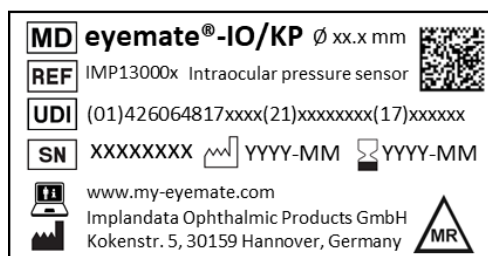 MD eyemate®-IO/KP Ø xx.x mm
REF IMP13000x Intraocular pressure sensor
UDI (01)426064817xxxx(21)xxxxxxxx(17)xxxxxx
SN XXXXXXXX YYYY-MM YYYY-MM
www.my-eyemate.com
Implandata Ophthalmic Products GmbH
Kokenstr. 5, 30159 Hannover, Germany MR